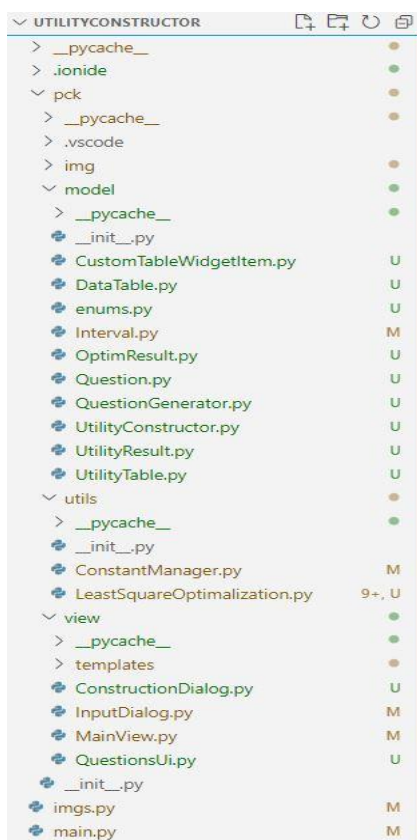 UTILITYCONSTRUCTOR
__pycache__
.ionide
pck
__pycache__
.vscode
img
model
__pycache__
__init__.py
CustomTableWidgetItem.py U
DataTable.py U
enums.py U
Interval.py M
OptimResult.py U
Question.py U
QuestionGenerator.py U
UtilityConstructor.py U
UtilityResult.py U
UtilityTable.py U
utils
__pycache__
__init__.py
ConstantManager.py M
LeastSquareOptimalization.py 9+, U
view
__pycache__
templates
ConstructionDialog.py U
InputDialog.py M
MainView.py M
QuestionsUi.py U
__init__.py
imgs.py M
main.py M